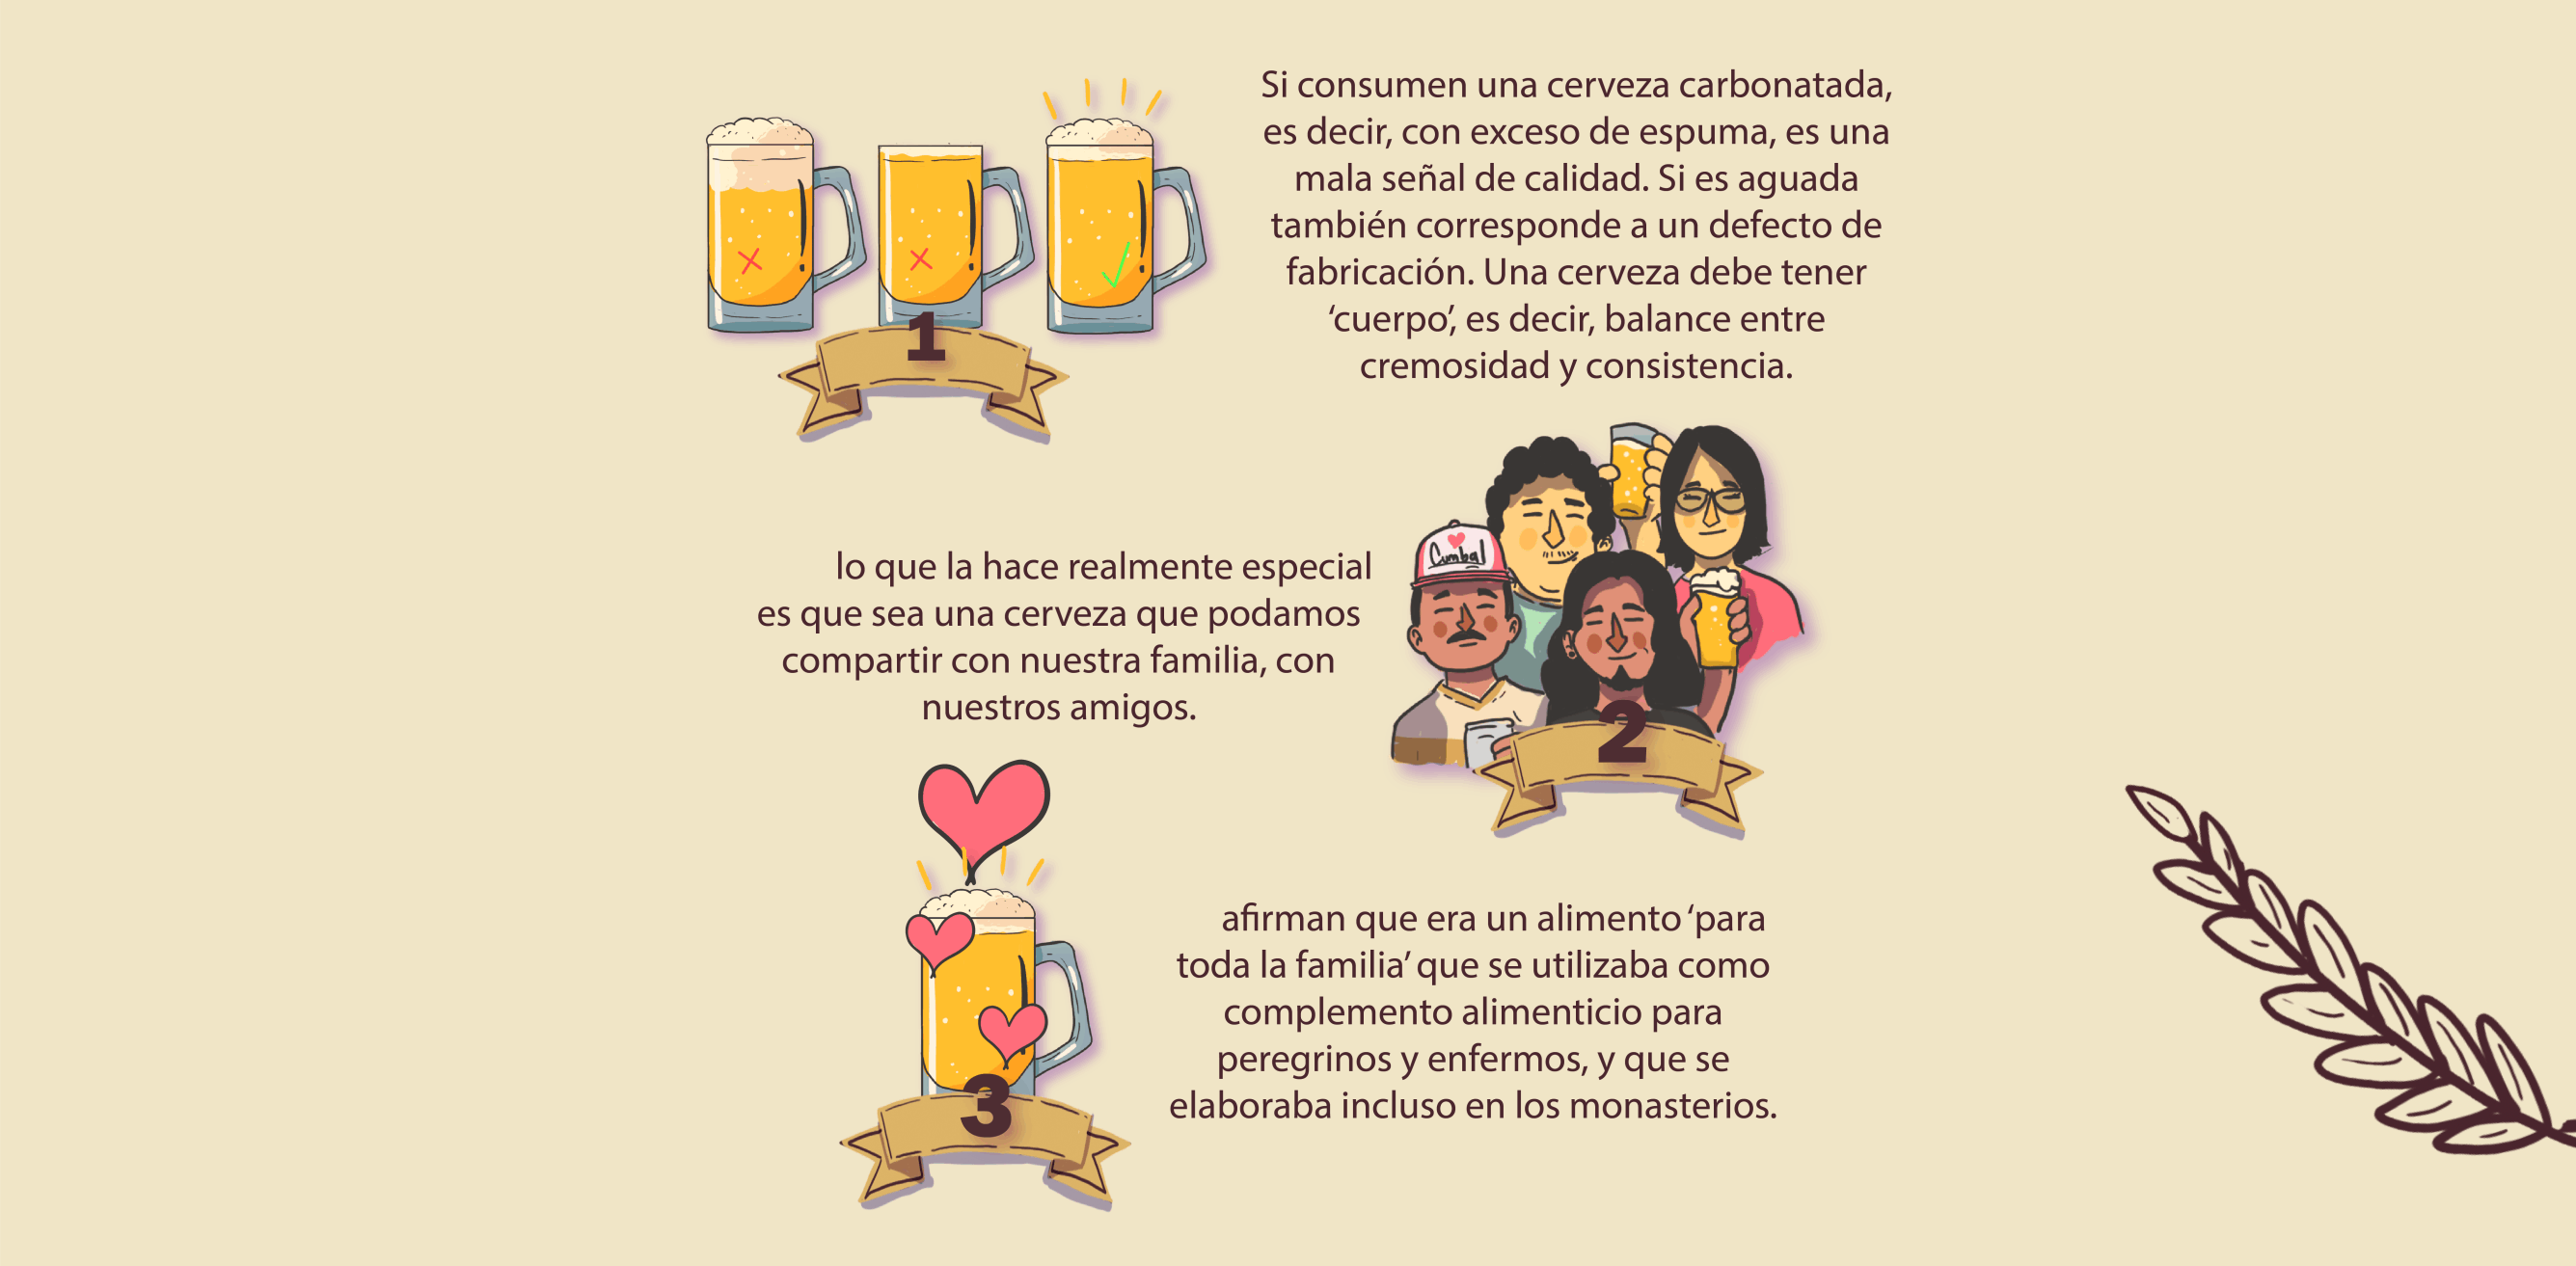 Si consumen una cerveza carbonatada,
es decir, con exceso de espuma, es una
mala señal de calidad. Si es aguada
también corresponde a un defecto de
fabricación. Una cerveza debe tener
‘cuerpo’, es decir, balance entre
cremosidad y consistencia.
1
lo que la hace realmente especial
es que sea una cerveza que podamos
compartir con nuestra familia, con
nuestros amigos.
Cumbal
2
afirman que era un alimento ‘para
toda la familia’ que se utilizaba como
complemento alimenticio para
peregrinos y enfermos, y que se
elaboraba incluso en los monasterios.
3